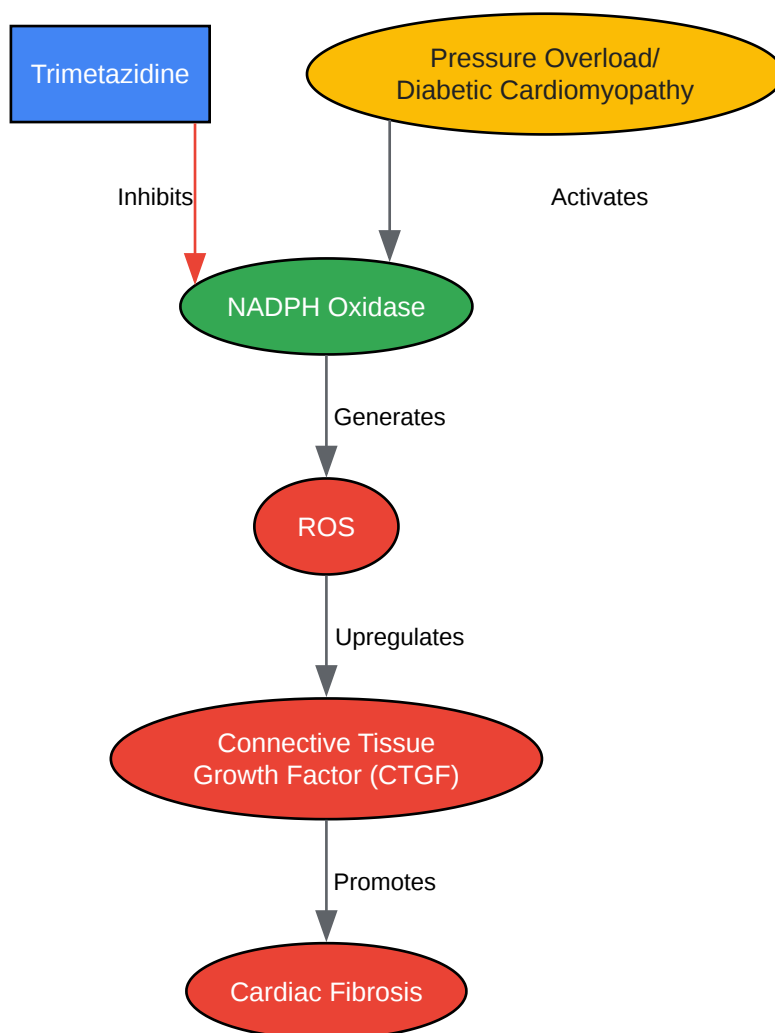 Trimetazidine
Pressure Overload/
Diabetic Cardiomyopathy
Inhibits
Activates
NADPH Oxidase
Generates
ROS
Upregulates
Connective Tissue
Growth Factor (CTGF)
Promotes
Cardiac Fibrosis